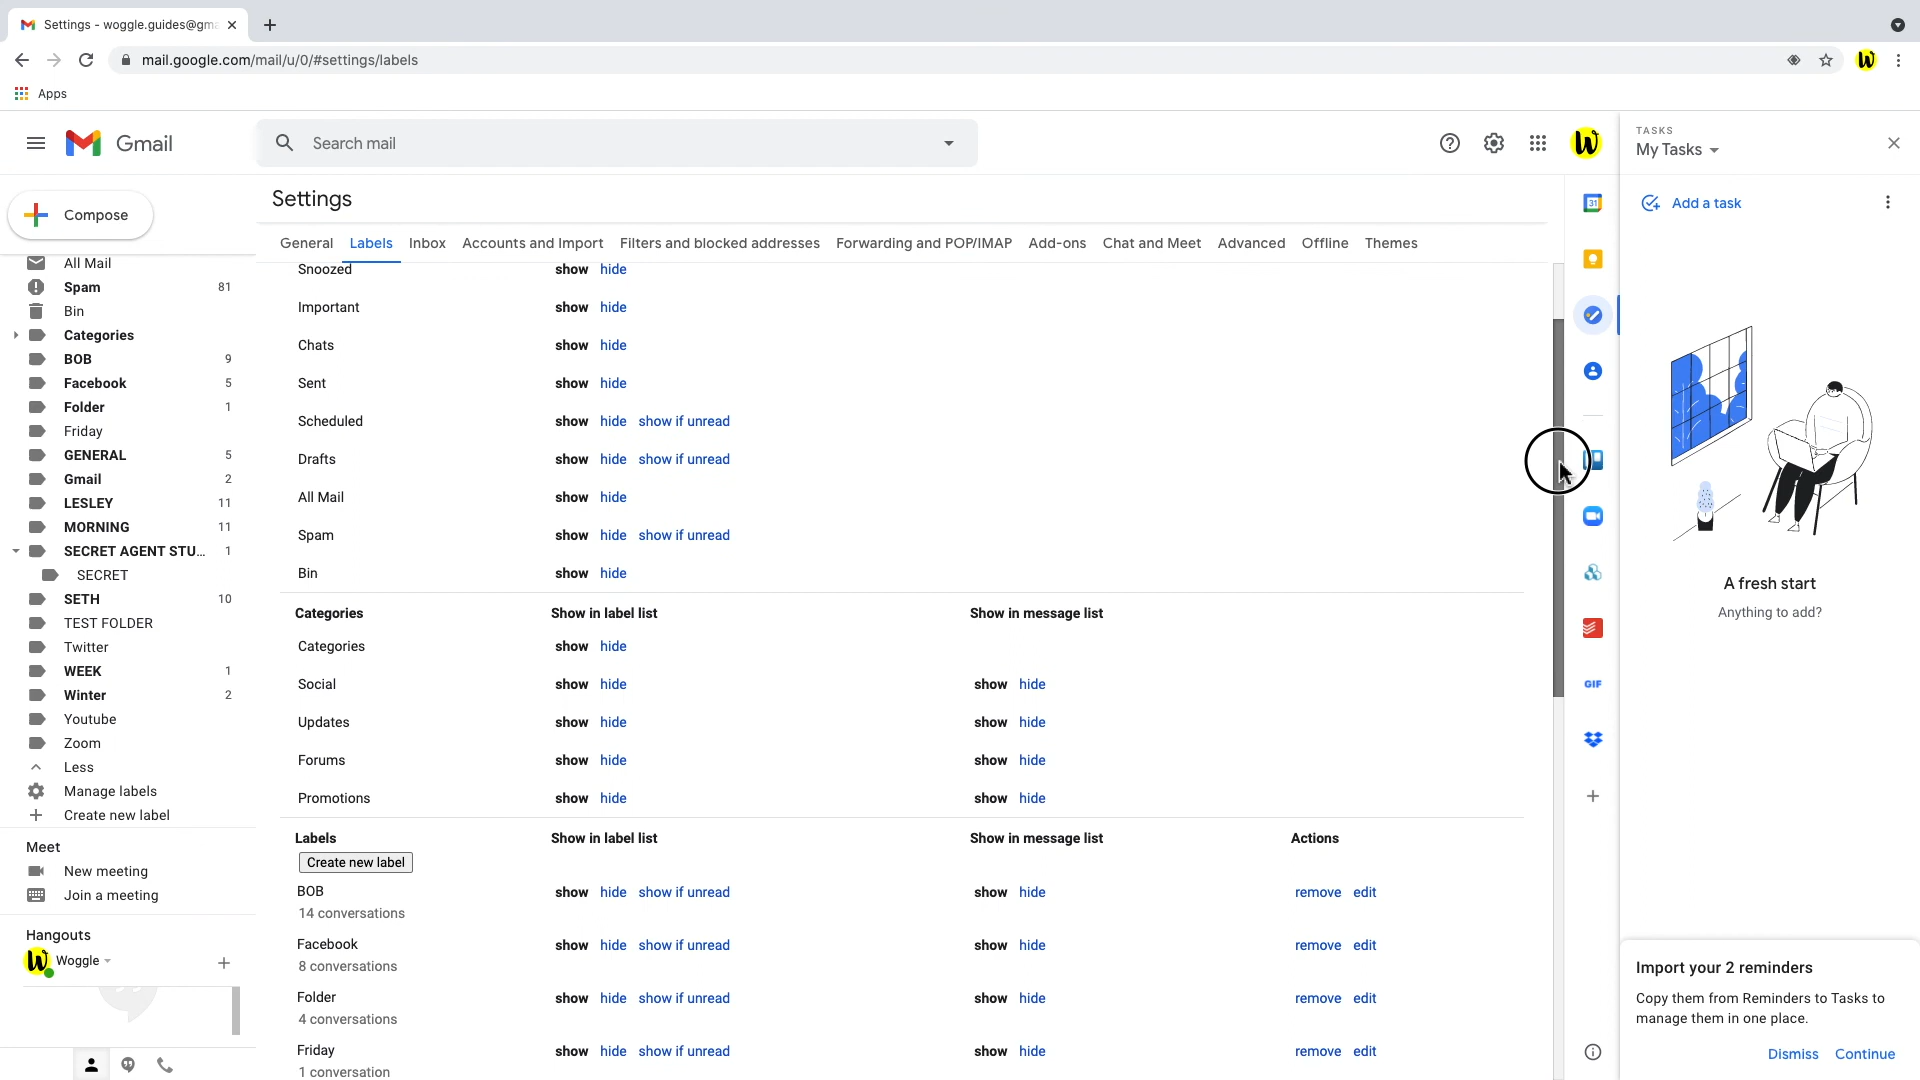 Settings - woggle.guides@gma
mail.google.com/mail/u/0/#settings/labels
W
Apps
Gmail
Search mail
W
TASKS
My Tasks
Compose
Settings
31
Add a task
General Labels Inbox Accounts and Import Filters and blocked addresses Forwarding and POP/IMAP Add-ons Chat and Meet Advanced Offline Themes
All Mail
Spam 81
Bin
Categories
BOB 9
Facebook 5
Folder 1
Friday
GENERAL 5
Gmail 2
LESLEY 11
MORNING 11
SECRET AGENT STU... 1
SECRET
SETH 10
TEST FOLDER
Twitter
WEEK 1
Winter 2
Youtube
Zoom
Less
Manage labels
Create new label
Meet
New meeting
Join a meeting
Hangouts
W Woggle
Snoozed show hide
Important show hide
Chats show hide
Sent show hide
Scheduled show hide show if unread
Drafts show hide show if unread
All Mail show hide
Spam show hide show if unread
Bin show hide
Categories Show in label list Show in message list
Categories show hide
Social show hide show hide
Updates show hide show hide
Forums show hide show hide
Promotions show hide show hide
Labels Show in label list Show in message list Actions
Create new label
BOB show hide show if unread show hide remove edit
14 conversations
Facebook show hide show if unread show hide remove edit
8 conversations
Folder show hide show if unread show hide remove edit
4 conversations
Friday show hide show if unread show hide remove edit
1 conversation
GIF
A fresh start
Anything to add?
Import your 2 reminders
Copy them from Reminders to Tasks to
manage them in one place.
Dismiss Continue